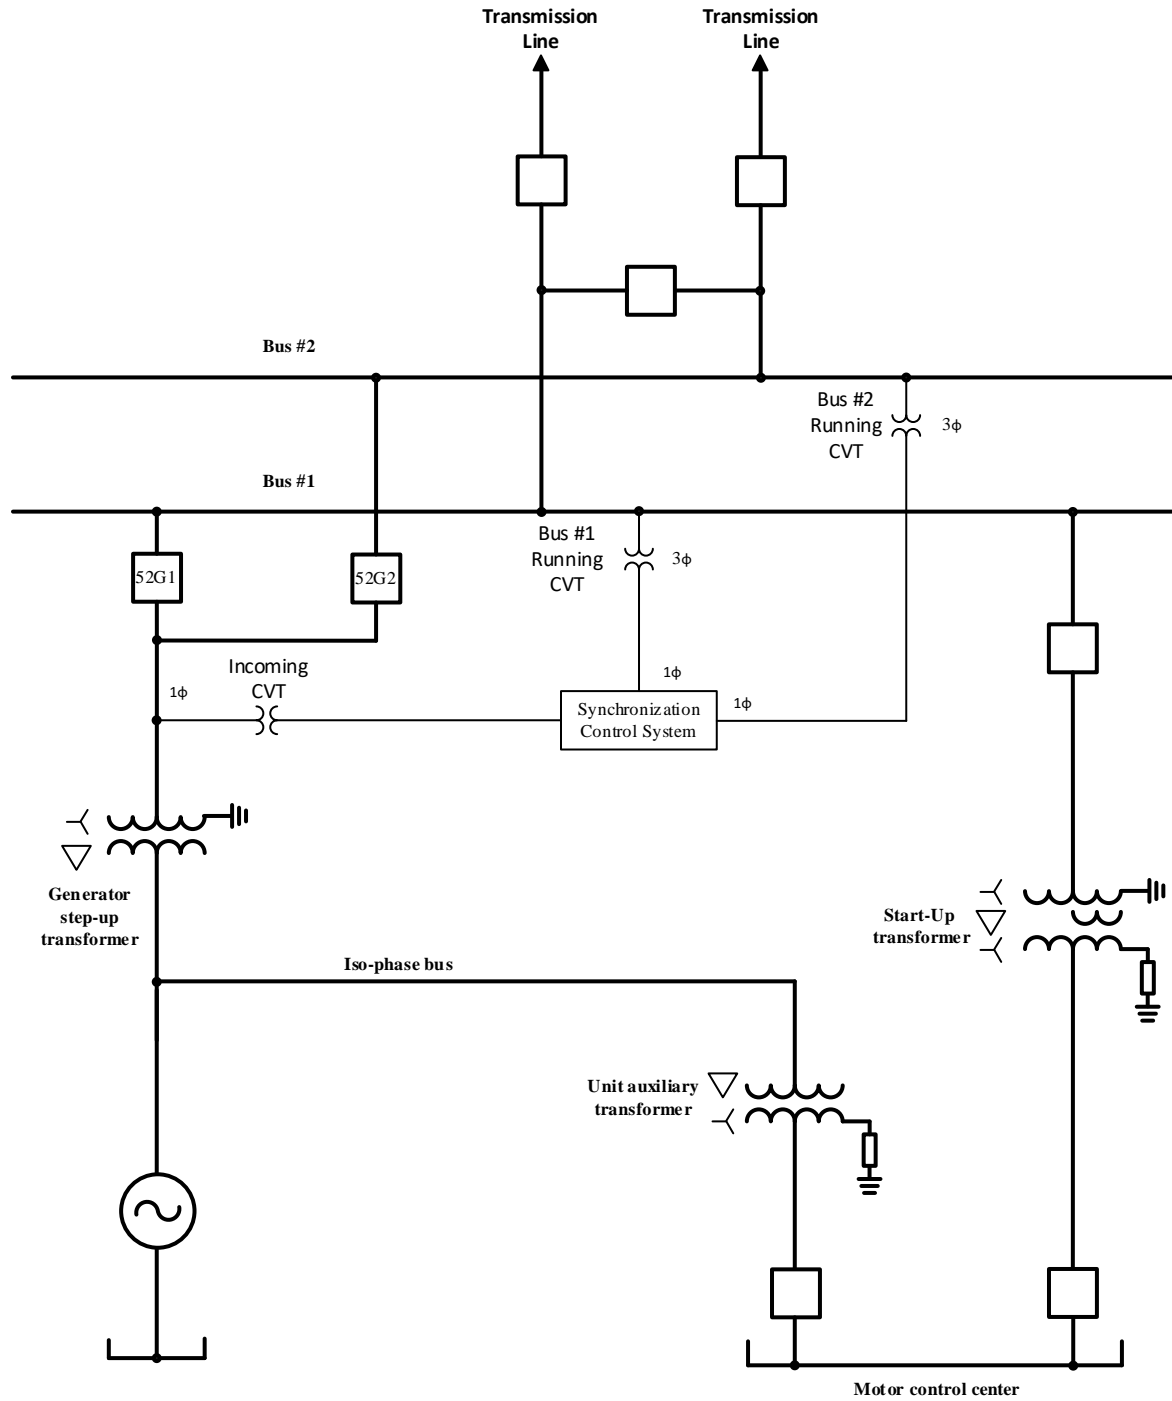 Transmission
Line
Transmission
Line
Bus #2
Bus #2
Running
CVT
3ϕ
Bus #1
Bus #1
Running
CVT
3ϕ
52G1
52G2
Incoming
CVT
1ϕ
1ϕ
1ϕ
Synchronization
Control System
Generator
step-up
transformer
Start-Up
transformer
Iso-phase bus
Unit auxiliary
transformer
Motor control center